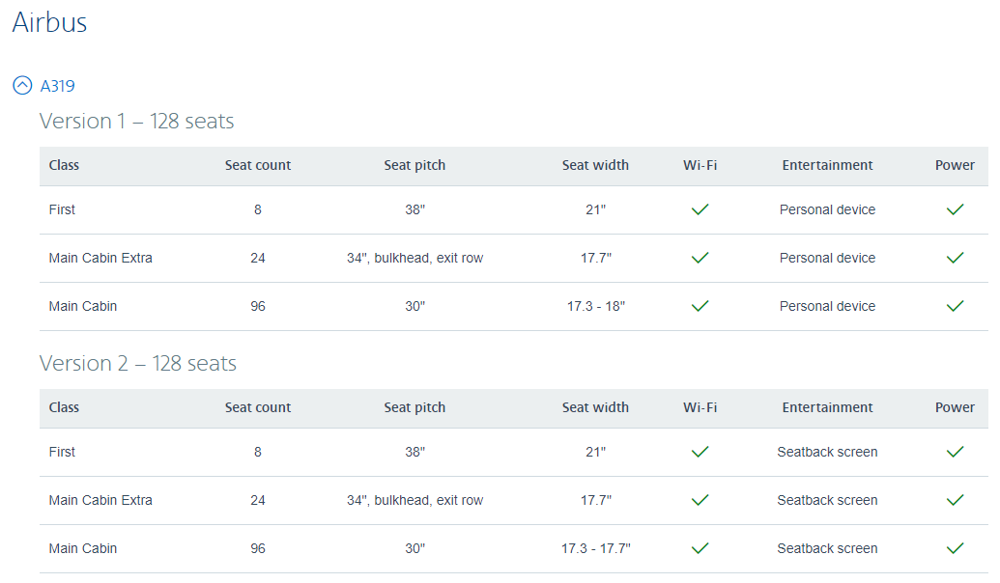 Airbus
A319
Version 1 – 128 seats
Class Seat count Seat pitch Seat width Wi-Fi Entertainment Power
First 8 38" 21" Personal device
Main Cabin Extra 24 34", bulkhead, exit row 17.7" Personal device
Main Cabin 96 30" 17.3 - 18" Personal device
Version 2 – 128 seats
Class Seat count Seat pitch Seat width Wi-Fi Entertainment Power
First 8 38" 21" Seatback screen
Main Cabin Extra 24 34", bulkhead, exit row 17.7" Seatback screen
Main Cabin 96 30" 17.3 - 17.7" Seatback screen